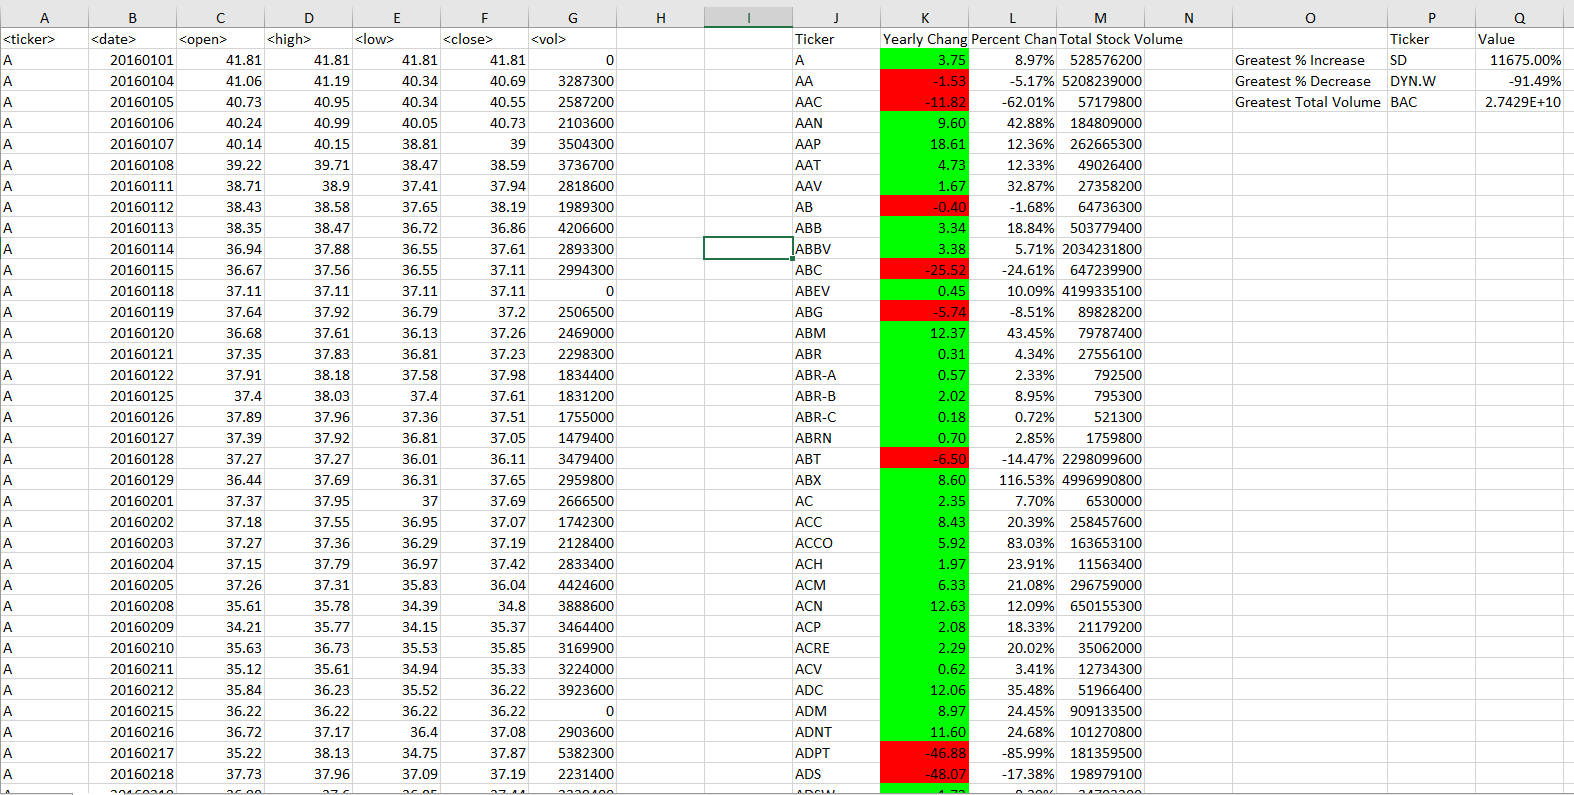 A B C D E F G H I J K L M N O P Q
<ticker> <date> <open> <high> <low> <close> <vol> Ticker Yearly Chang Percent Chan Total Stock Volume Ticker Value
A 20160101 41.81 41.81 41.81 41.81 0 A 3.75 8.97% 528576200 Greatest % Increase SD 11675.00%
A 20160104 41.06 41.19 40.34 40.69 3287300 AA -1.53 -5.17% 5208239000 Greatest % Decrease DYN.W -91.49%
A 20160105 40.73 40.95 40.34 40.55 2587200 AAC -11.82 -62.01% 57179800 Greatest Total Volume BAC 2.7429E+10
A 20160106 40.24 40.99 40.05 40.73 2103600 AAN 9.60 42.88% 184809000
A 20160107 40.14 40.15 38.81 39 3504300 AAP 18.61 12.36% 262665300
A 20160108 39.22 39.71 38.47 38.59 3736700 AAT 4.73 12.33% 49026400
A 20160111 38.71 38.9 37.41 37.94 2818600 AAV 1.67 32.87% 27358200
A 20160112 38.43 38.58 37.65 38.19 1989300 AB -0.40 -1.68% 64736300
A 20160113 38.35 38.47 36.72 36.86 4206600 ABB 3.34 18.84% 503779400
A 20160114 36.94 37.88 36.55 37.61 2893300 ABBV 3.38 5.71% 2034231800
A 20160115 36.67 37.56 36.55 37.11 2994300 ABC -25.52 -24.61% 647239900
A 20160118 37.11 37.11 37.11 37.11 0 ABEV 0.45 10.09% 4199335100
A 20160119 37.64 37.92 36.79 37.2 2506500 ABG -5.74 -8.51% 89828200
A 20160120 36.68 37.61 36.13 37.26 2469000 ABM 12.37 43.45% 79787400
A 20160121 37.35 37.83 36.81 37.23 2298300 ABR 0.31 4.34% 27556100
A 20160122 37.91 38.18 37.58 37.98 1834400 ABR-A 0.57 2.33% 792500
A 20160125 37.4 38.03 37.4 37.61 1831200 ABR-B 2.02 8.95% 795300
A 20160126 37.89 37.96 37.36 37.51 1755000 ABR-C 0.18 0.72% 521300
A 20160127 37.39 37.92 36.81 37.05 1479400 ABRN 0.70 2.85% 1759800
A 20160128 37.27 37.27 36.01 36.11 3479400 ABT -6.50 -14.47% 2298099600
A 20160129 36.44 37.69 36.31 37.65 2959800 ABX 8.60 116.53% 4996990800
A 20160201 37.37 37.95 37 37.69 2666500 AC 2.35 7.70% 6530000
A 20160202 37.18 37.55 36.95 37.07 1742300 ACC 8.43 20.39% 258457600
A 20160203 37.27 37.36 36.29 37.19 2128400 ACCO 5.92 83.03% 163653100
A 20160204 37.15 37.79 36.97 37.42 2833400 ACH 1.97 23.91% 11563400
A 20160205 37.26 37.31 35.83 36.04 4424600 ACM 6.33 21.08% 296759000
A 20160208 35.61 35.78 34.39 34.8 3888600 ACN 12.63 12.09% 650155300
A 20160209 34.21 35.77 34.15 35.37 3464400 ACP 2.08 18.33% 21179200
A 20160210 35.63 36.73 35.53 35.85 3169900 ACRE 2.29 20.02% 35062000
A 20160211 35.12 35.61 34.94 35.33 3224000 ACV 0.62 3.41% 12734300
A 20160212 35.84 36.23 35.52 36.22 3923600 ADC 12.06 35.48% 51966400
A 20160215 36.22 36.22 36.22 36.22 0 ADM 8.97 24.45% 909133500
A 20160216 36.72 37.17 36.4 37.08 2903600 ADNT 11.60 24.68% 101270800
A 20160217 35.22 38.13 34.75 37.87 5382300 ADPT -46.88 -85.99% 181359500
A 20160218 37.73 37.96 37.09 37.19 2231400 ADS -48.07 -17.38% 198979100